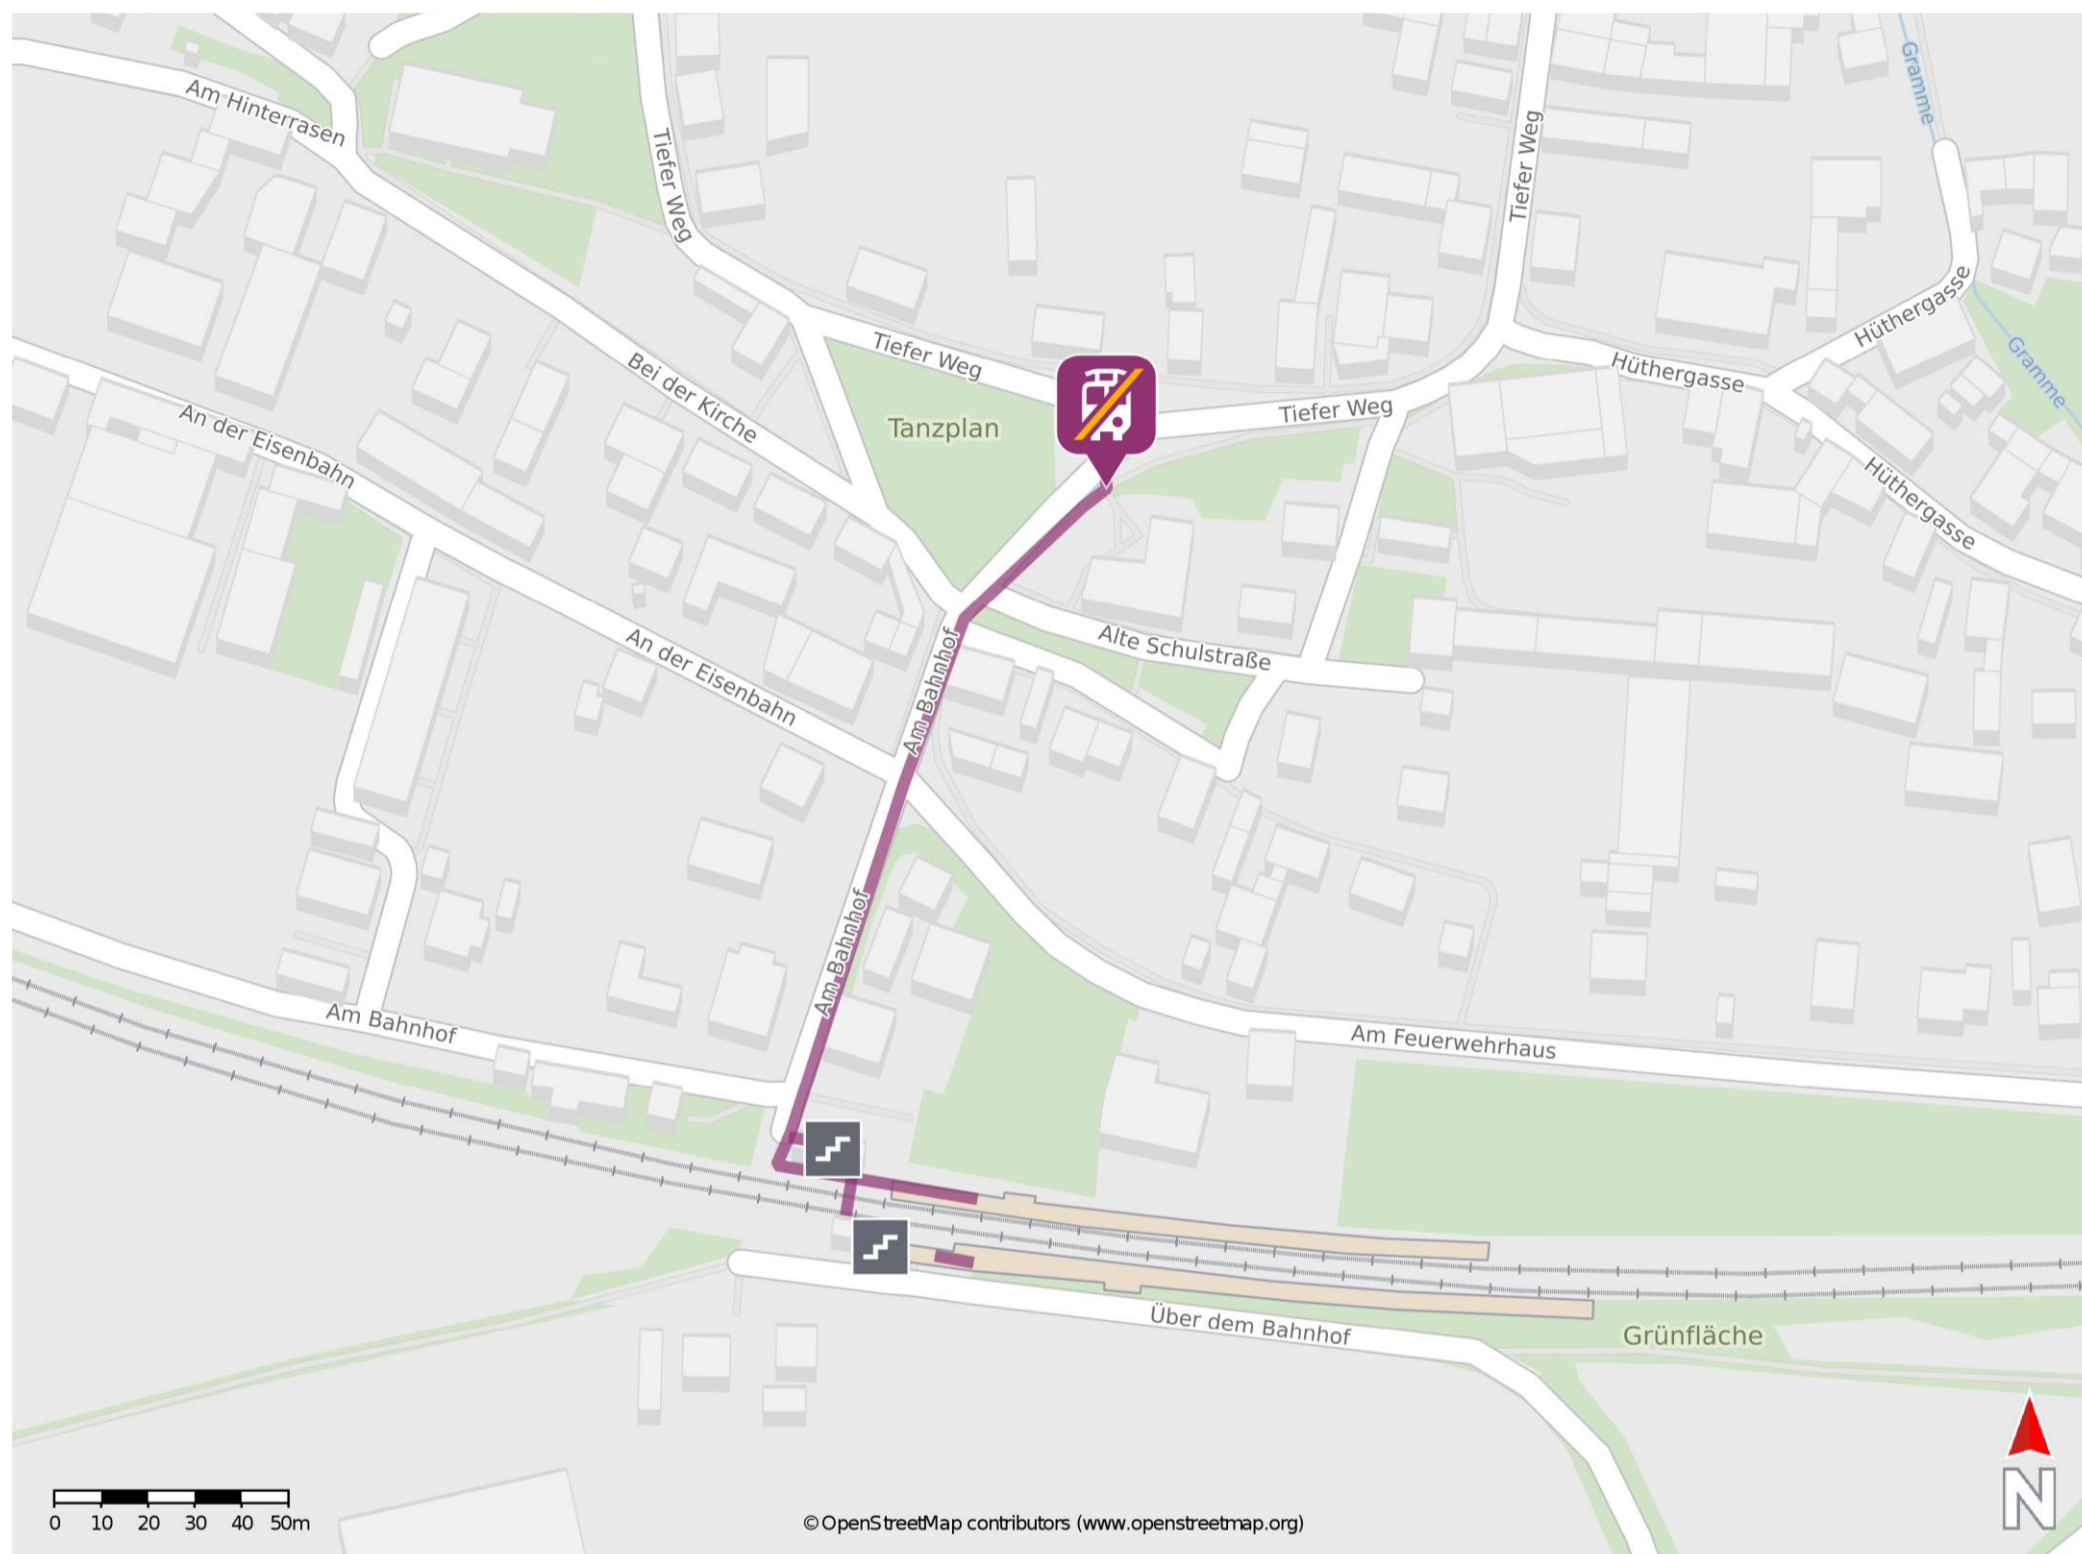 Gramme
Am Hinterrasen
Tiefer Weg
Tiefer Weg
Hüthergasse
Tiefer Weg
Gramme
Hüthergasse
Bei der Kirche
Tanzplan
Tiefer Weg
An der Eisenbahn
Hüthergasse
An der Eisenbahn
Alte Schulstraße
Am Bahnhof
Am Bahnhof
Am Bahnhof
Am Feuerwehrhaus
Über dem Bahnhof
Grünfläche
N
0 10 20 30 40 50m
© OpenStreetMap contributors (www.openstreetmap.org)